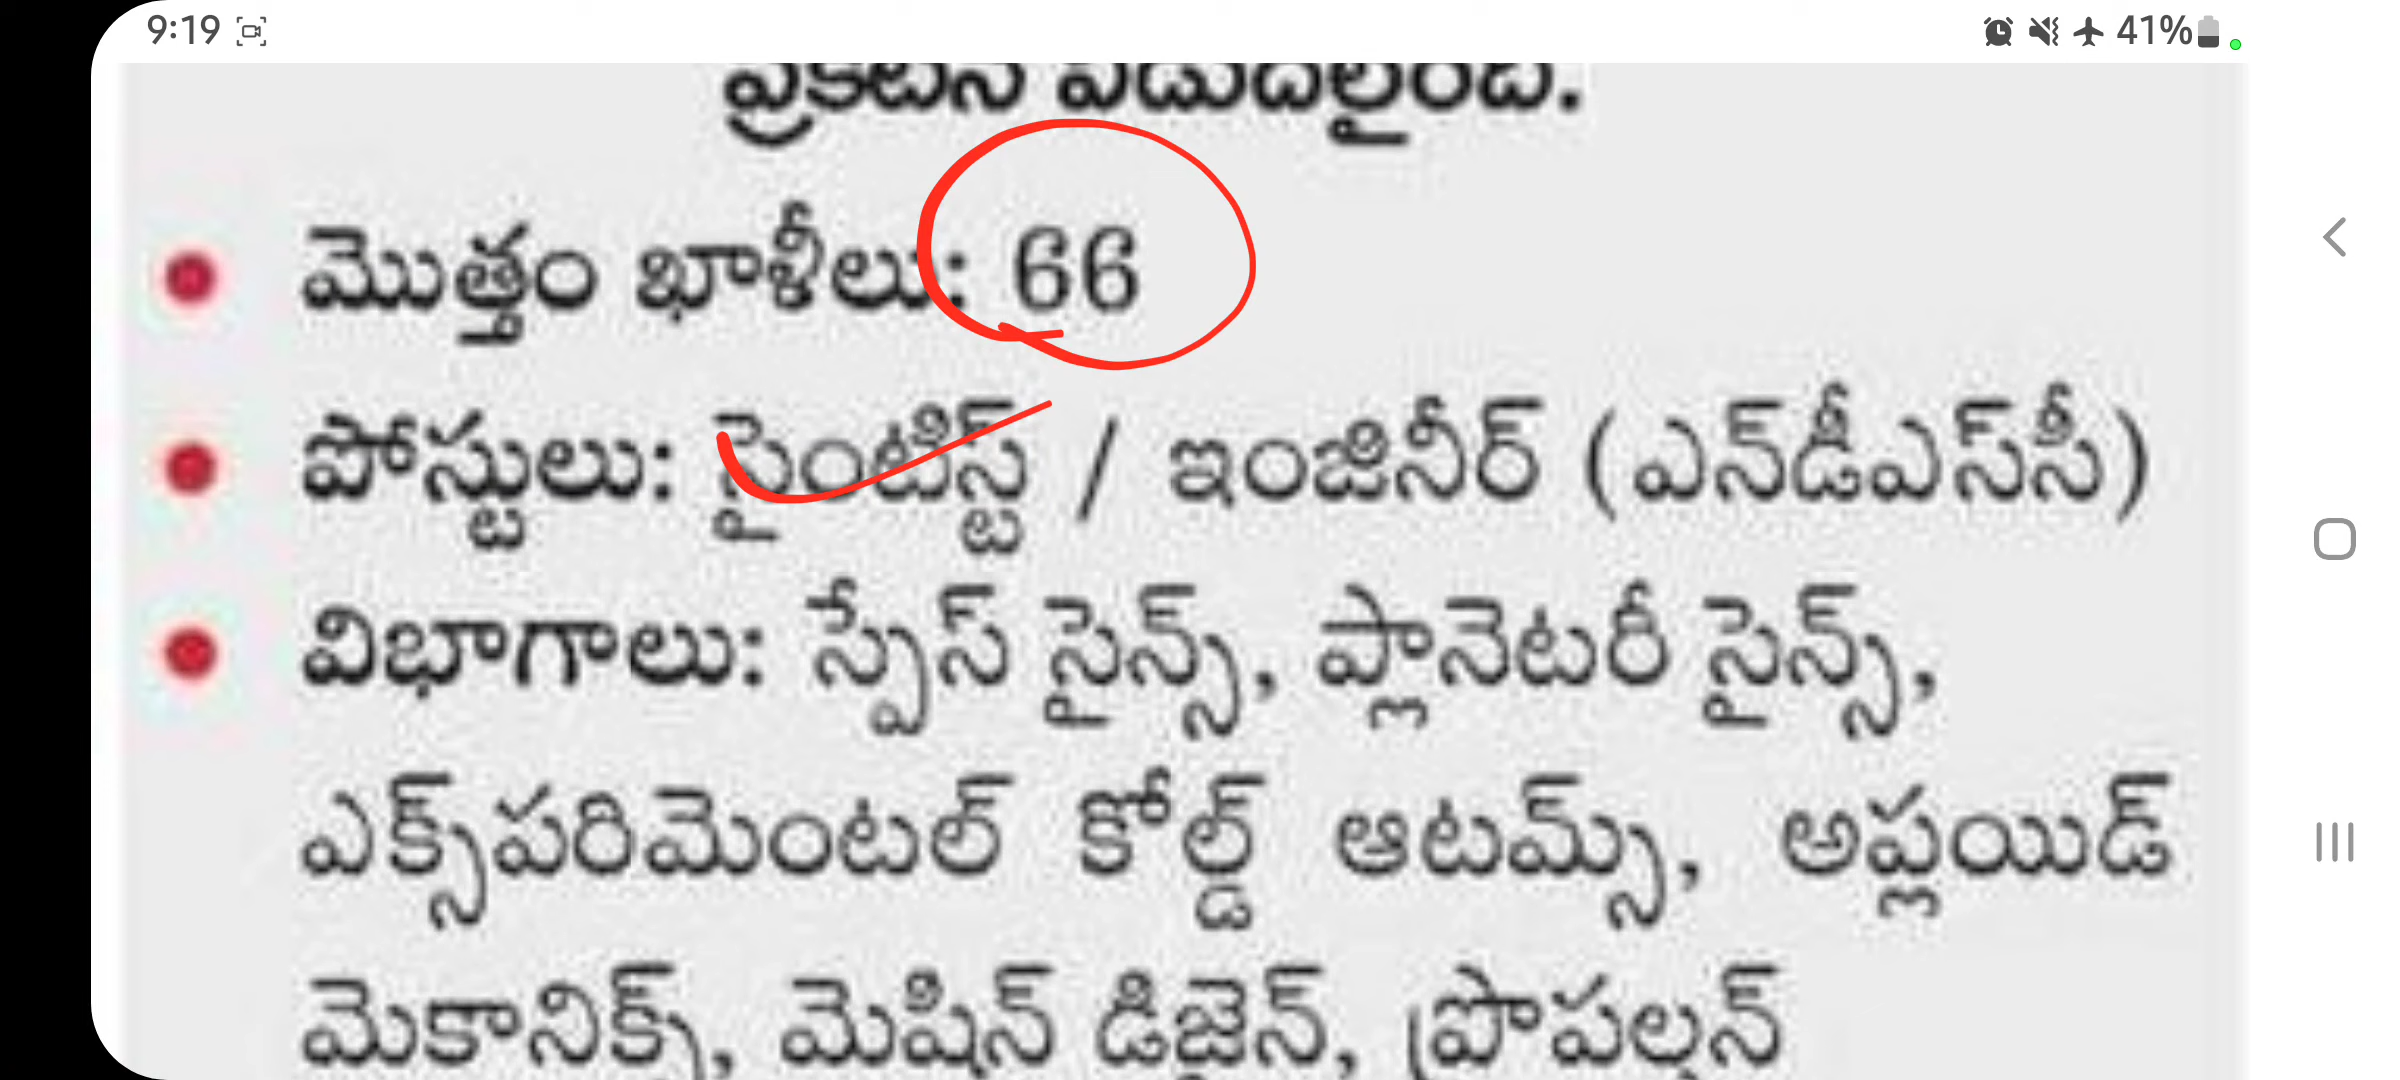 9:19 41%
ప్రకటన విడుదలైంది.
మొత్తం ఖాళీలు: 66
పోస్టులు: సైంటిస్ట్ / ఇంజినీర్ (ఎన్‌డీఎస్‌సీ)
విభాగాలు: స్పేస్ సైన్స్, ప్లానెటరీ సైన్స్,
ఎక్స్‌పరిమెంటల్ కోల్డ్ ఆటమ్స్, అప్లయిడ్
మెకానిక్స్, మెషిన్ డిజైన్, ప్రొపల్షన్